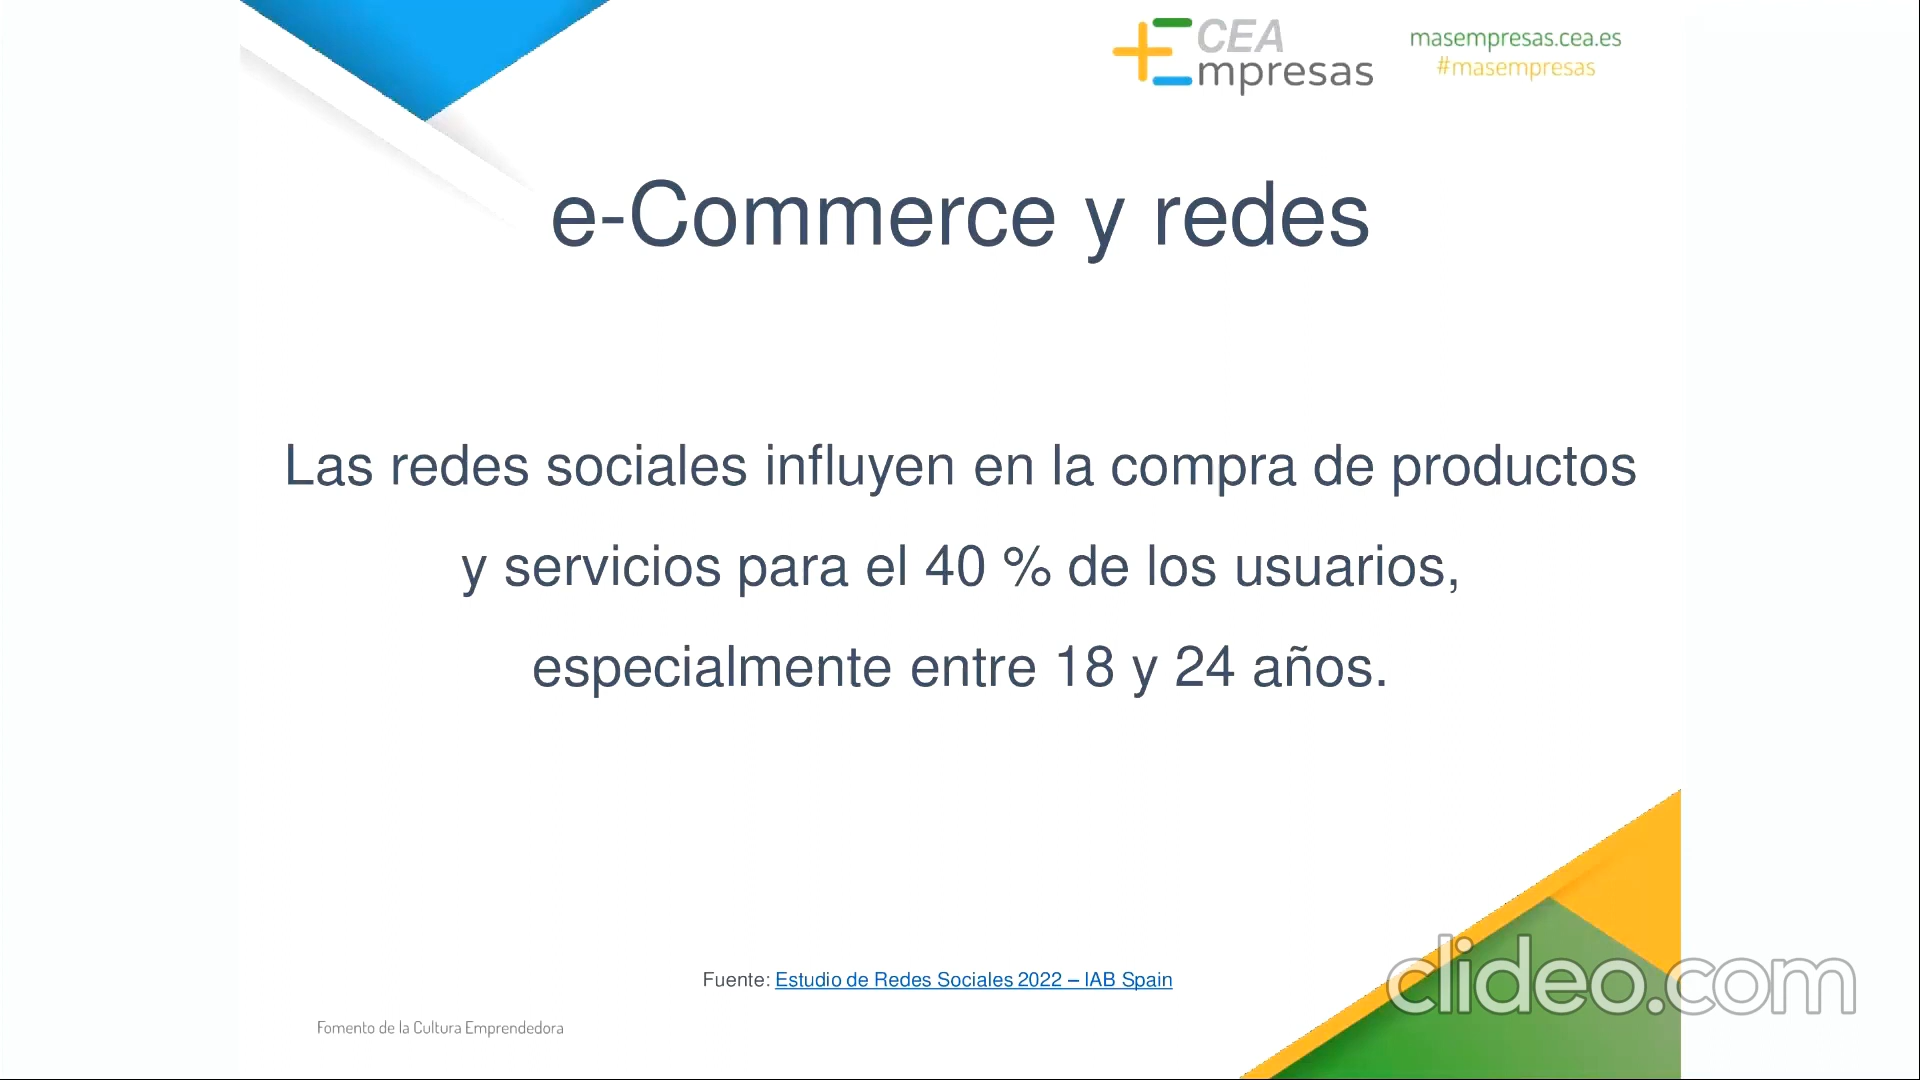 CEA
Empresas
masempresas.cea.es
#masempresas
e-Commerce y redes
Las redes sociales influyen en la compra de productos
y servicios para el 40 % de los usuarios,
especialmente entre 18 y 24 años.
Fuente: Estudio de Redes Sociales 2022 – IAB Spain
clideo.com
Fomento de la Cultura Emprendedora